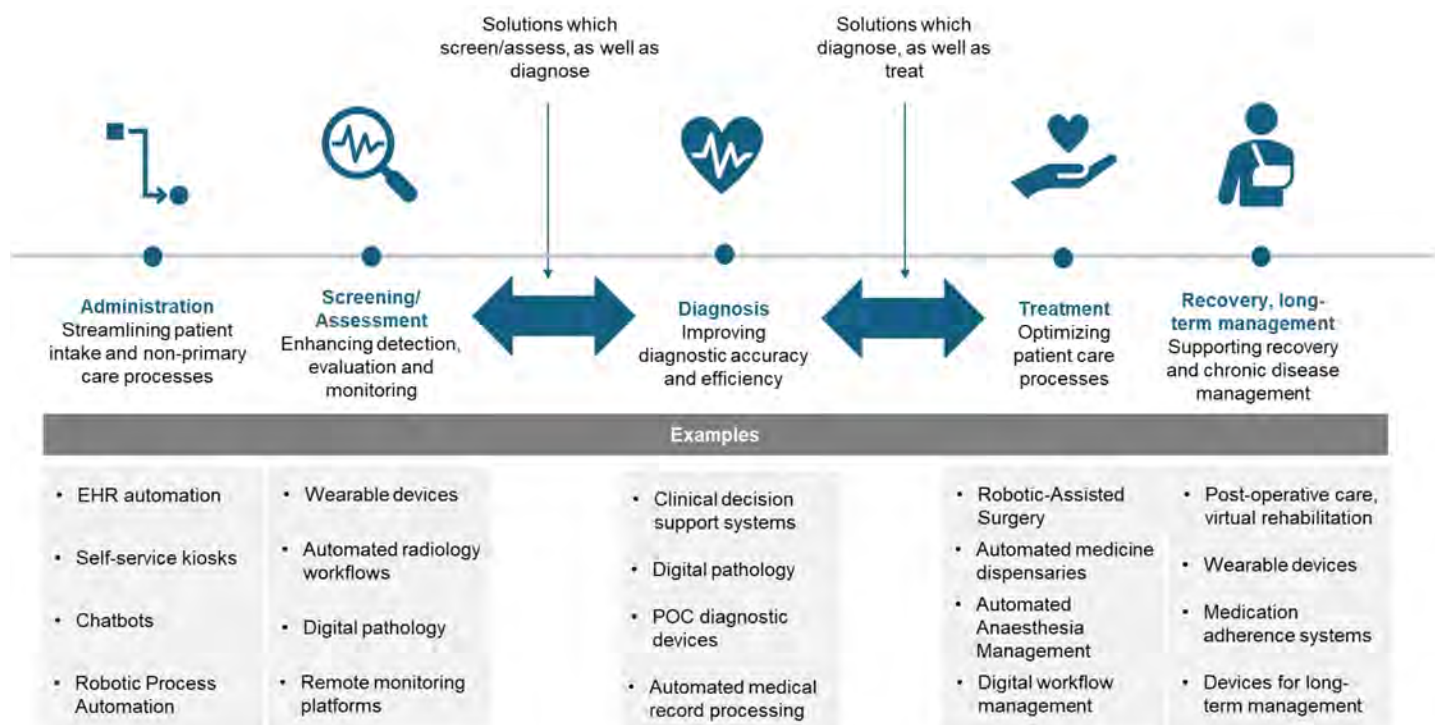 Solutions which
screen/assess, as well as
diagnose
Solutions which
diagnose, as well as
treat
Administration
Streamlining patient
intake and non-primary
care processes
Screening/
Assessment
Enhancing detection,
evaluation and
monitoring
Diagnosis
Improving
diagnostic accuracy
and efficiency
Treatment
Optimizing
patient care
processes
Recovery, long-
term management
Supporting recovery
and chronic disease
management
Examples
• EHR automation
• Self-service kiosks
• Chatbots
• Robotic Process
Automation
• Wearable devices
• Automated radiology
workflows
• Digital pathology
• Remote monitoring
platforms
• Clinical decision
support systems
• Digital pathology
• POC diagnostic
devices
• Automated medical
record processing
• Robotic-Assisted
Surgery
• Automated medicine
dispensaries
• Automated
Anaesthesia
Management
• Digital workflow
management
• Post-operative care,
virtual rehabilitation
• Wearable devices
• Medication
adherence systems
• Devices for long-
term management